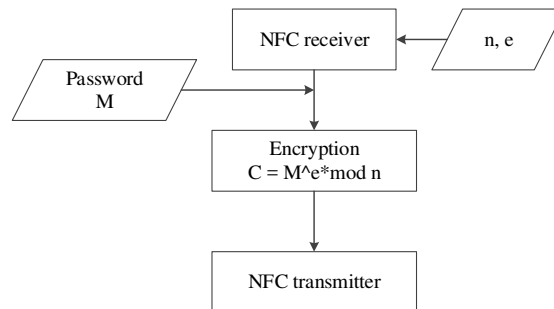 NFC receiver
n, e
Password
M
Encryption
C = M^e*mod n
NFC transmitter